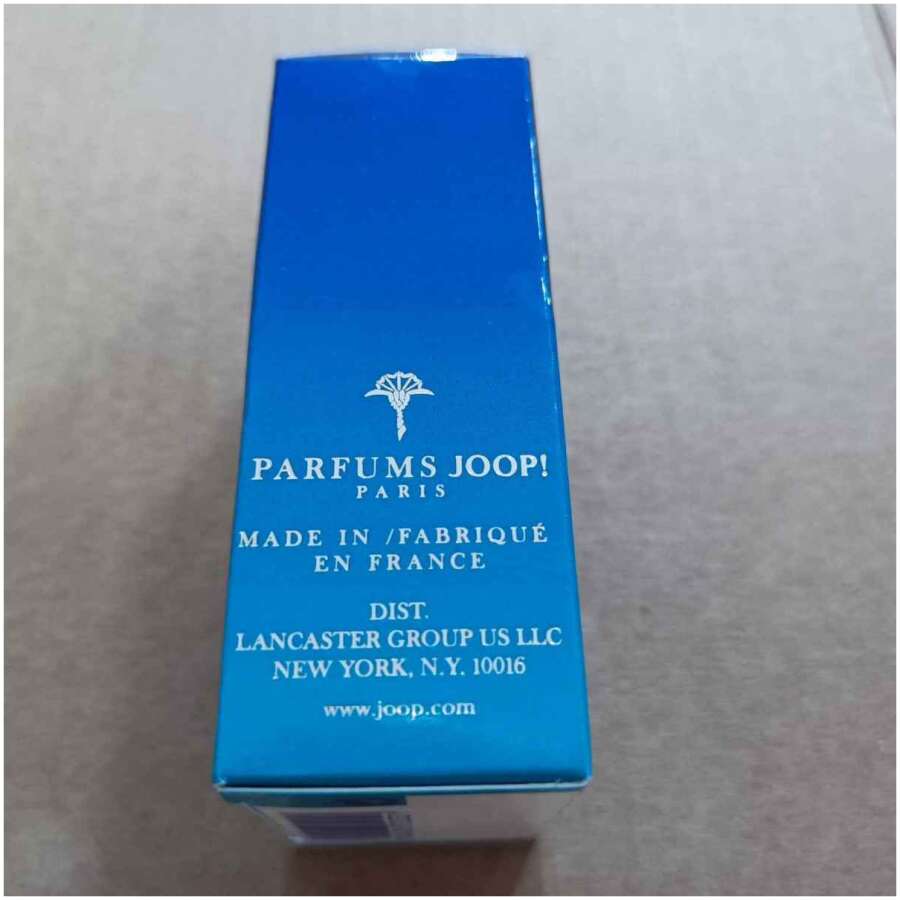 PARFUMS JOOP!
PARIS
MADE IN /FABRIQUÉ
EN FRANCE
DIST.
LANCASTER GROUP US LLC
NEW YORK, N.Y. 10016
www.joop.com